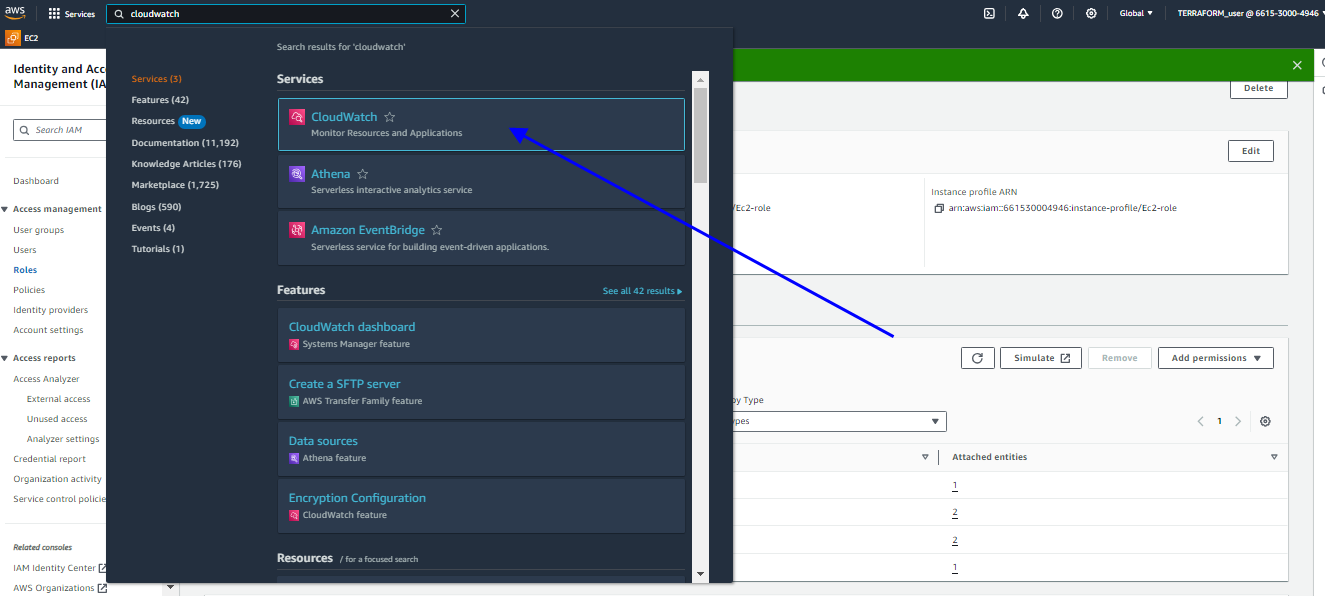 aws
Services
cloudwatch
Global
TERRAFORM_user @ 6615-3000-4946
EC2
Identity and Acc
Management (IA
Search IAM
Dashboard
Access management
User groups
Users
Roles
Policies
Identity providers
Account settings
Access reports
Access Analyzer
External access
Unused access
Analyzer settings
Credential report
Organization activity
Service control policie
Related consoles
IAM Identity Center
AWS Organizations
Search results for 'cloudwatch'
Services (3)
Features (42)
Resources New
Documentation (11,192)
Knowledge Articles (176)
Marketplace (1,725)
Blogs (590)
Events (4)
Tutorials (1)
Services
CloudWatch
Monitor Resources and Applications
Athena
Serverless interactive analytics service
Amazon EventBridge
Serverless service for building event-driven applications.
Features
See all 42 results
CloudWatch dashboard
Systems Manager feature
Create a SFTP server
AWS Transfer Family feature
Data sources
Athena feature
Encryption Configuration
CloudWatch feature
Resources / for a focused search
Delete
Edit
Instance profile ARN
/Ec2-role
arn:aws:iam::661530004946:instance-profile/Ec2-role
Simulate
Remove
Add permissions
by Type
ypes
1
Attached entities
1
2
2
1